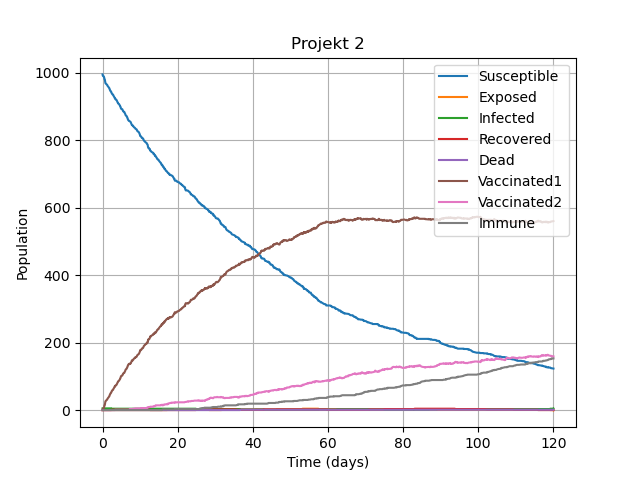 Projekt 2
1000
800
600
400
200
0
Population
0 20 40 60 80 100 120
Time (days)
Susceptible
Exposed
Infected
Recovered
Dead
Vaccinated1
Vaccinated2
Immune